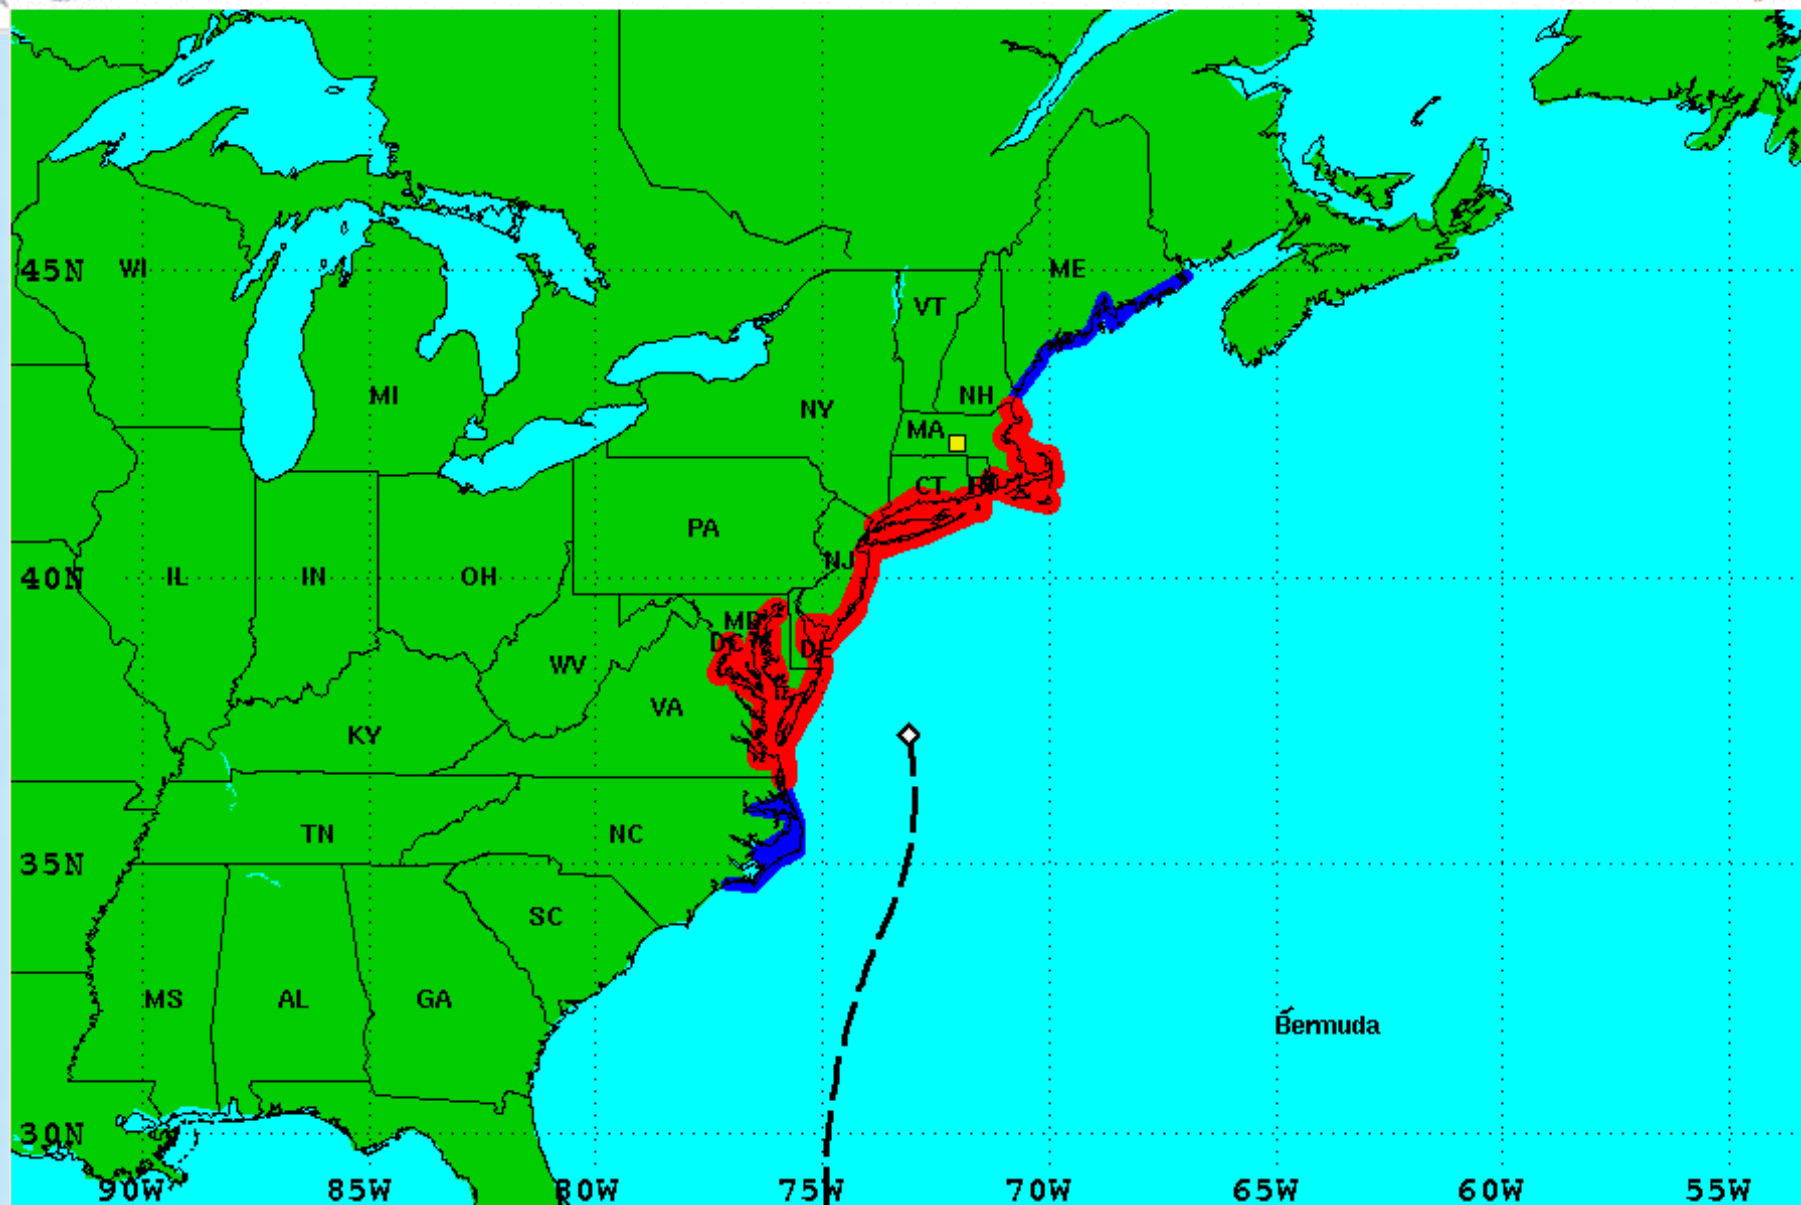 45N
WI
ME
VT
MI
NH
NY
MA
CT
RI
PA
NJ
40N
IL
IN
OH
MD
DC
DE
WV
VA
KY
TN
NC
35N
SC
MS
AL
GA
Bermuda
30N
90W
85W
80W
75W
70W
65W
60W
55W